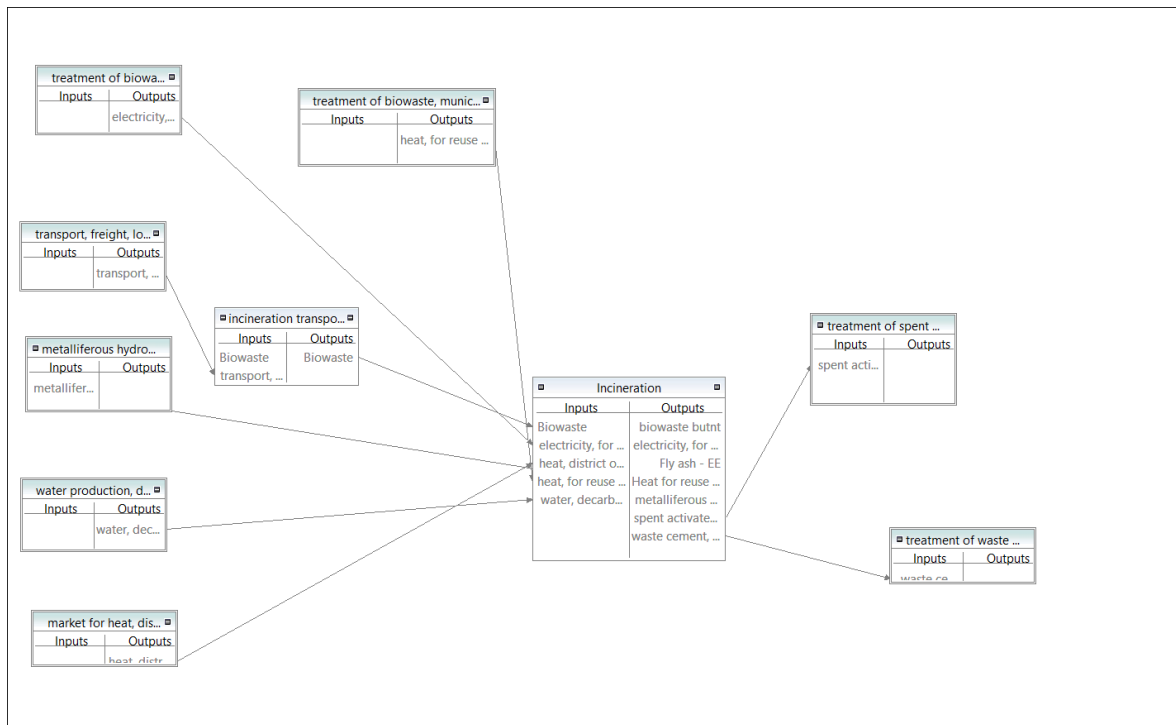 treatment of biowa...
Inputs Outputs
electricity,...
treatment of biowaste, munic...
Inputs Outputs
heat, for reuse ...
transport, freight, lo...
Inputs Outputs
transport, ...
incineration transpo...
Inputs Outputs
Biowaste Biowaste
transport, ...
metalliferous hydro...
Inputs Outputs
metallifer...
treatment of spent ...
Inputs Outputs
spent acti...
Incineration
Inputs Outputs
Biowaste biowaste butnt
electricity, for ... electricity, for ...
heat, district o... Fly ash - EE
heat, for reuse ... Heat for reuse ...
water, decarb... metalliferous ...
spent activate...
waste cement, ...
water production, d...
Inputs Outputs
water, dec...
treatment of waste ...
Inputs Outputs
waste ce...
market for heat, dis...
Inputs Outputs
heat, distr...